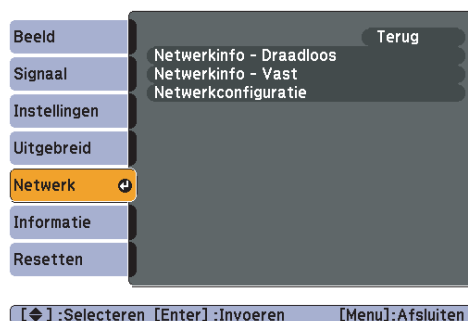 Beeld
Signaal
Instellingen
Uitgebreid
Netwerk
Informatie
Resetten
Terug
Netwerkinfo - Draadloos
Netwerkinfo - Vast
Netwerkconfiguratie
[◆] :Selecteren [Enter] :Invoeren [Menu]:Afsluiten